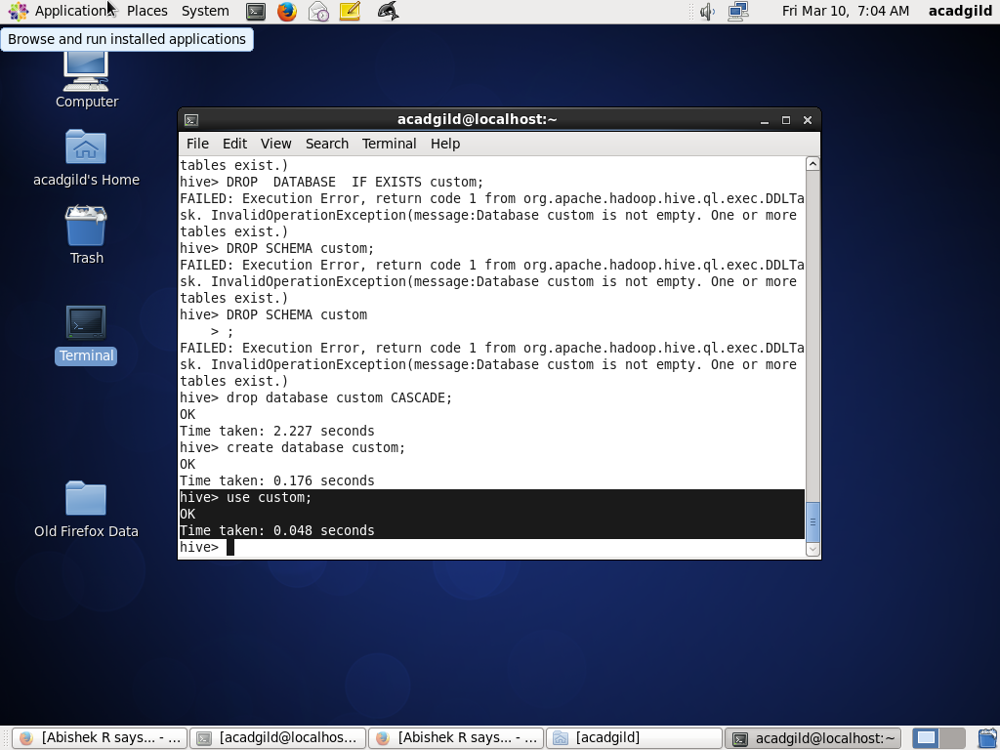 Applications Places System Fri Mar 10, 7:04 AM acadgild
Browse and run installed applications
Computer
acadgild's Home
Trash
Terminal
Old Firefox Data
acadgild@localhost:~
File Edit View Search Terminal Help
tables exist.)
hive> DROP  DATABASE  IF EXISTS custom;
FAILED: Execution Error, return code 1 from org.apache.hadoop.hive.ql.exec.DDLTa
sk. InvalidOperationException(message:Database custom is not empty. One or more
tables exist.)
hive> DROP SCHEMA custom;
FAILED: Execution Error, return code 1 from org.apache.hadoop.hive.ql.exec.DDLTa
sk. InvalidOperationException(message:Database custom is not empty. One or more
tables exist.)
hive> DROP SCHEMA custom
    > ;
FAILED: Execution Error, return code 1 from org.apache.hadoop.hive.ql.exec.DDLTa
sk. InvalidOperationException(message:Database custom is not empty. One or more
tables exist.)
hive> drop database custom CASCADE;
OK
Time taken: 2.227 seconds
hive> create database custom;
OK
Time taken: 0.176 seconds
hive> use custom;
OK
Time taken: 0.048 seconds
hive>
[Abishek R says... - ... [acadgild@localhos... [Abishek R says... - ... [acadgild] acadgild@localhost:~